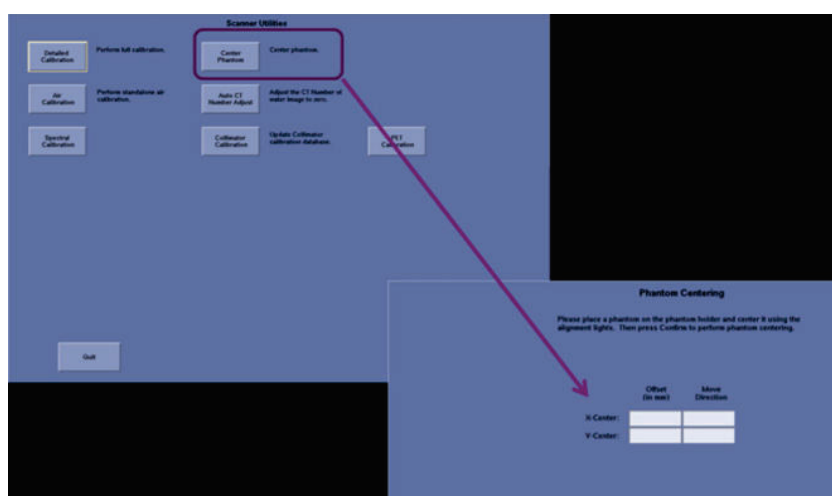 Scanner Utilities
Detailed
Calibration
Perform full calibration.
Center
Phantom
Center phantom.
Air
Calibration
Perform standalone air
calibration.
Auto CT
Number Adjust
Adjust the CT Number of
water image to zero.
Spectral
Calibration
Collimator
Calibration
Update Collimator
calibration database.
PET
Calibration
Quit
Phantom Centering
Please place a phantom on the phantom holder and center it using the
alignment lights. Then press Confirm to perform phantom centering.
Offset
(in mm)
Move
Direction
X-Center:
Y-Center: